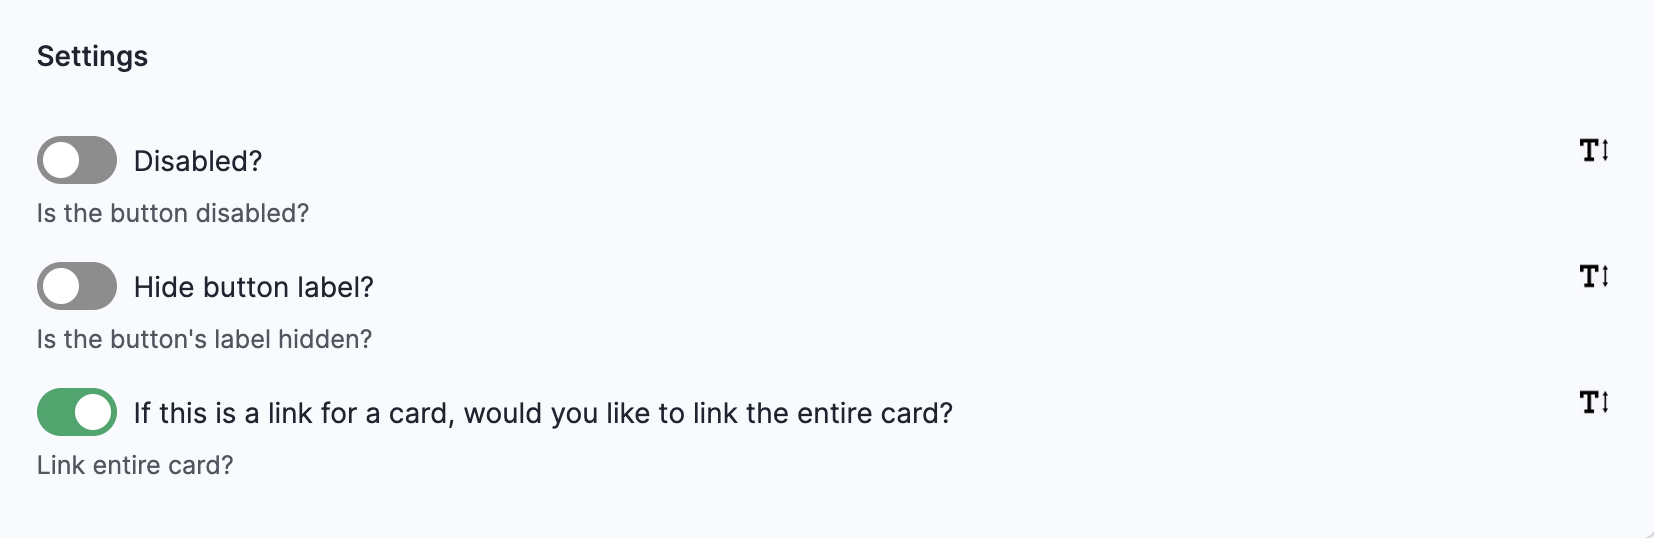 Settings
Disabled?
Is the button disabled?
Hide button label?
Is the button's label hidden?
If this is a link for a card, would you like to link the entire card?
Link entire card?